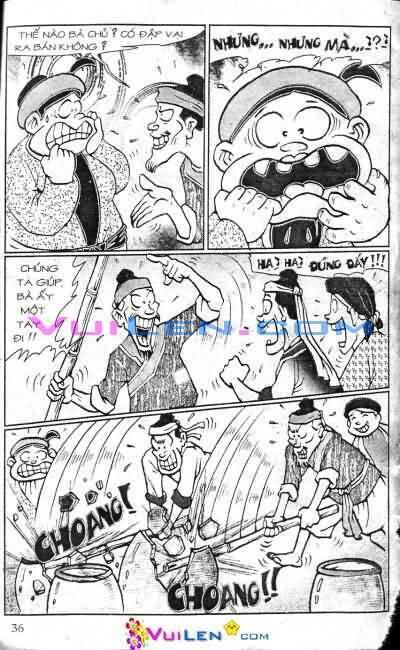 THẾ NÀO BÀ CHỦ? CÓ ĐẬP VẠI
RA BÁN KHÔNG?
NHƯNG... NHƯNG MÀ...???
CHÚNG
TA GIÚP
BÀ ẤY
MỘT
TAY
ĐI!!
HA? HA? ĐÚNG ĐẤY!!!
VUILEN.COM
CHOANG!
CHOANG!!
36
VUILEN.COM